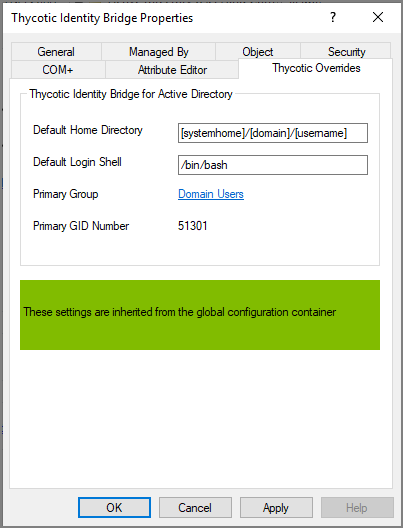 Thycotic Identity Bridge Properties
?
General
Managed By
Object
Security
COM+
Attribute Editor
Thycotic Overrides
Thycotic Identity Bridge for Active Directory
Default Home Directory
[systemhome]/[domain]/[username]
Default Login Shell
/bin/bash
Primary Group
Domain Users
Primary GID Number
51301
These settings are inherited from the global configuration container
OK
Cancel
Apply
Help